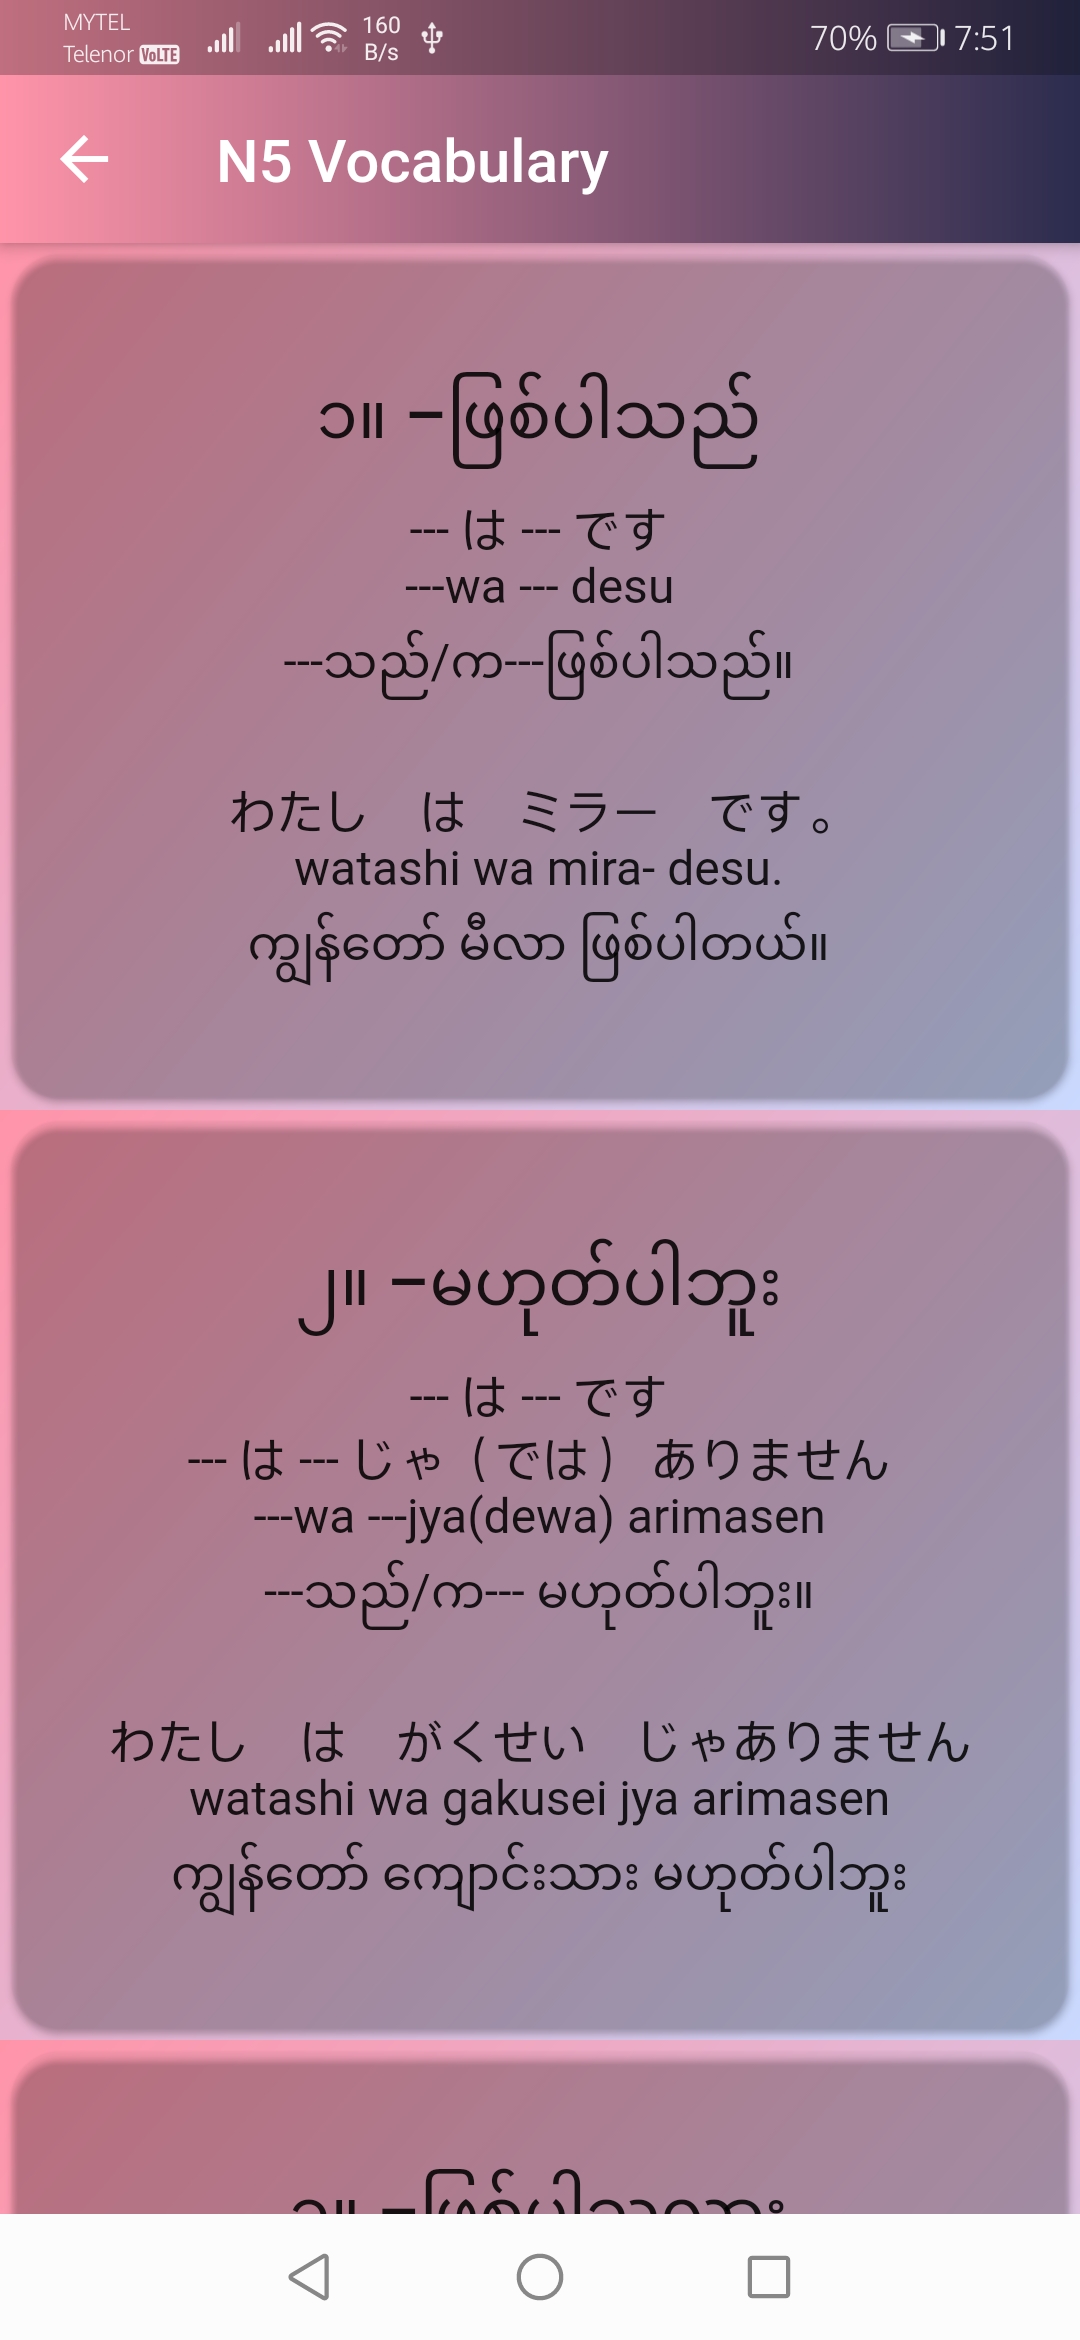 MYTEL
Telenor VoLTE
160
B/s
70%
7:51
N5 Vocabulary
၁။ –ဖြစ်ပါသည်
--- は --- です
---wa --- desu
---သည်/က---ဖြစ်ပါသည်။
わたし　は　ミラー　です。
watashi wa mira- desu.
ကျွန်တော် မီလာ ဖြစ်ပါတယ်။
၂။ –မဟုတ်ပါဘူး
--- は --- です
--- は --- じゃ（では） ありません
---wa ---jya(dewa) arimasen
---သည်/က--- မဟုတ်ပါဘူး။
わたし　は　がくせい　じゃありません
watashi wa gakusei jya arimasen
ကျွန်တော် ကျောင်းသား မဟုတ်ပါဘူး